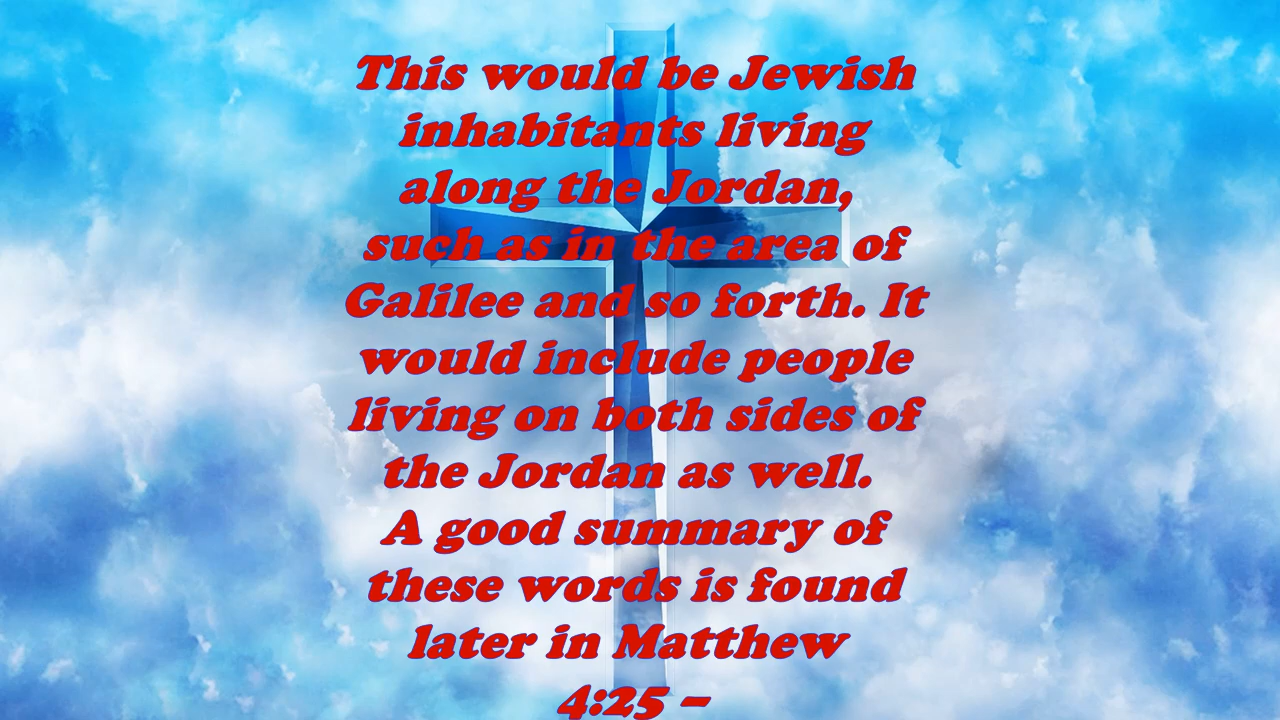 This would be Jewish
inhabitants living
along the Jordan,
such as in the area of
Galilee and so forth. It
would include people
living on both sides of
the Jordan as well.
A good summary of
these words is found
later in Matthew
4:25 –